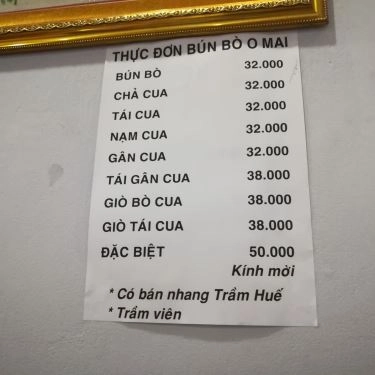 THỰC ĐƠN BÚN BÒ O MAI
BÚN BÒ 32.000
CHẢ CUA 32.000
TÁI CUA 32.000
NẠM CUA 32.000
GÂN CUA 32.000
TÁI GÂN CUA 38.000
GIÒ BÒ CUA 38.000
GIÒ TÁI CUA 38.000
ĐẶC BIỆT 50.000
Kính mời
* Có bán nhang Trầm Huế
* Trầm viên